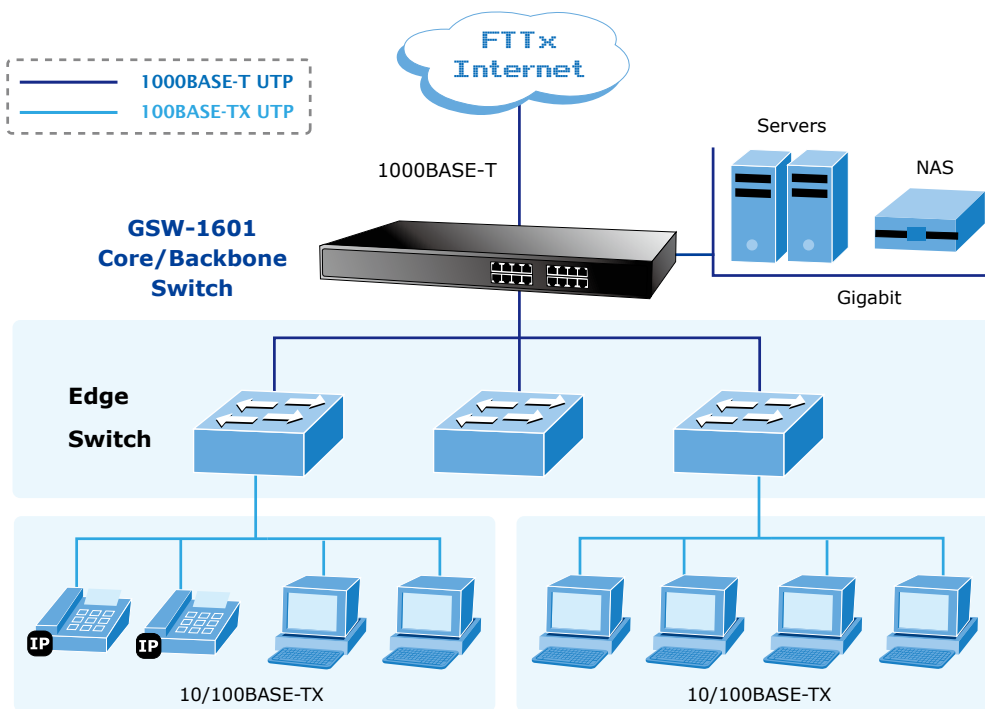 FTTx
Internet
1000BASE-T UTP
100BASE-TX UTP
Servers
1000BASE-T
NAS
GSW-1601
Core/Backbone
Switch
Gigabit
Edge
Switch
IP
IP
10/100BASE-TX
10/100BASE-TX